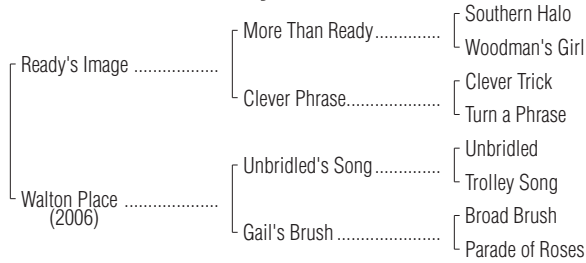 Southern Halo
More Than Ready...............
Woodman's Girl
Ready's Image ..................
Clever Trick
Clever Phrase......................
Turn a Phrase
Unbridled
Unbridled's Song..............
Trolley Song
Walton Place ....................
(2006)
Broad Brush
Gail's Brush ......................
Parade of Roses